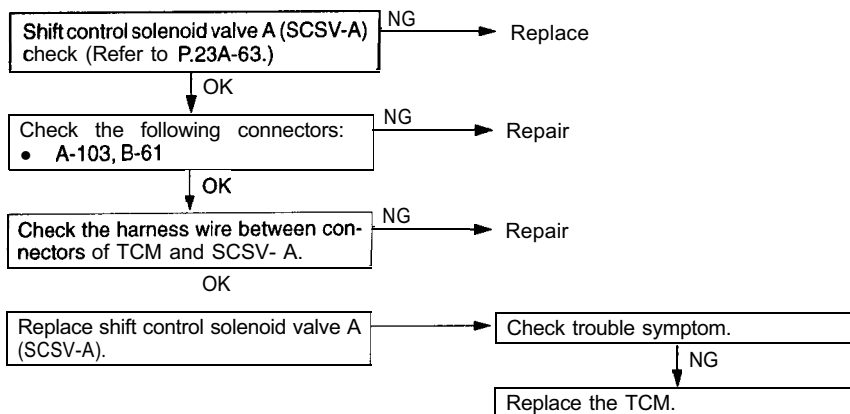 Shift control solenoid valve A (SCSV-A)
check (Refer to P.23A-63.)
NG
Replace
OK
Check the following connectors:
● A-103, B-61
NG
Repair
OK
Check the harness wire between con-
nectors of TCM and SCSV- A.
NG
Repair
OK
Replace shift control solenoid valve A
(SCSV-A).
Check trouble symptom.
NG
Replace the TCM.